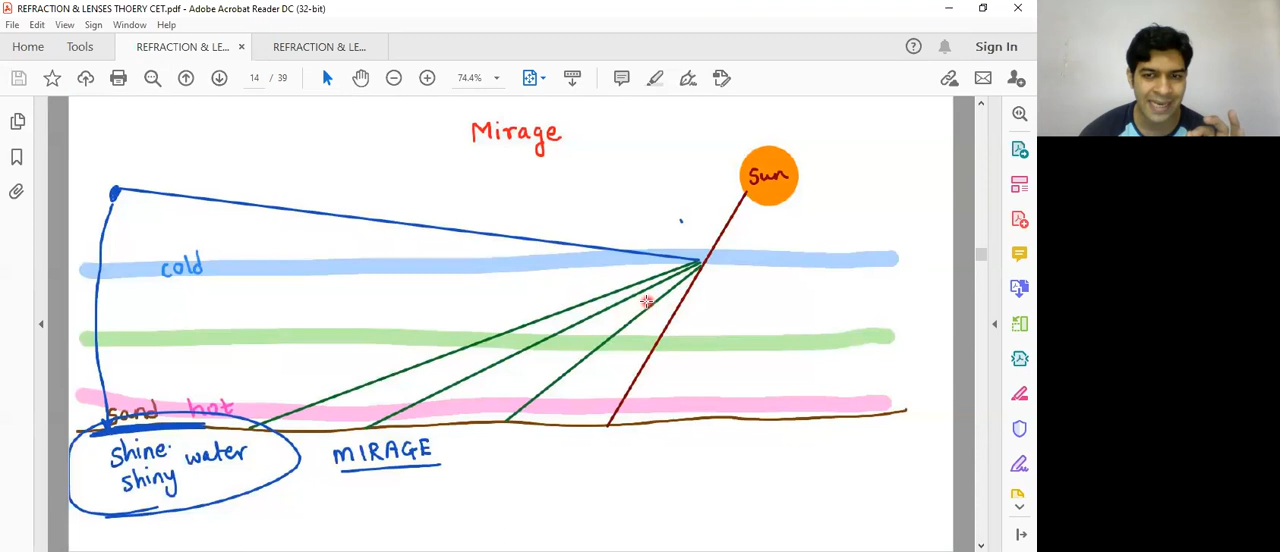 REFRACTION & LENSES THOERY CET.pdf - Adobe Acrobat Reader DC (32-bit)
File Edit View Sign Window Help
Home Tools REFRACTION & LE... × REFRACTION & LE... Sign In
14 / 39 74.4%
Mirage
Sun
cold
sand hot
shine water
shiny
MIRAGE